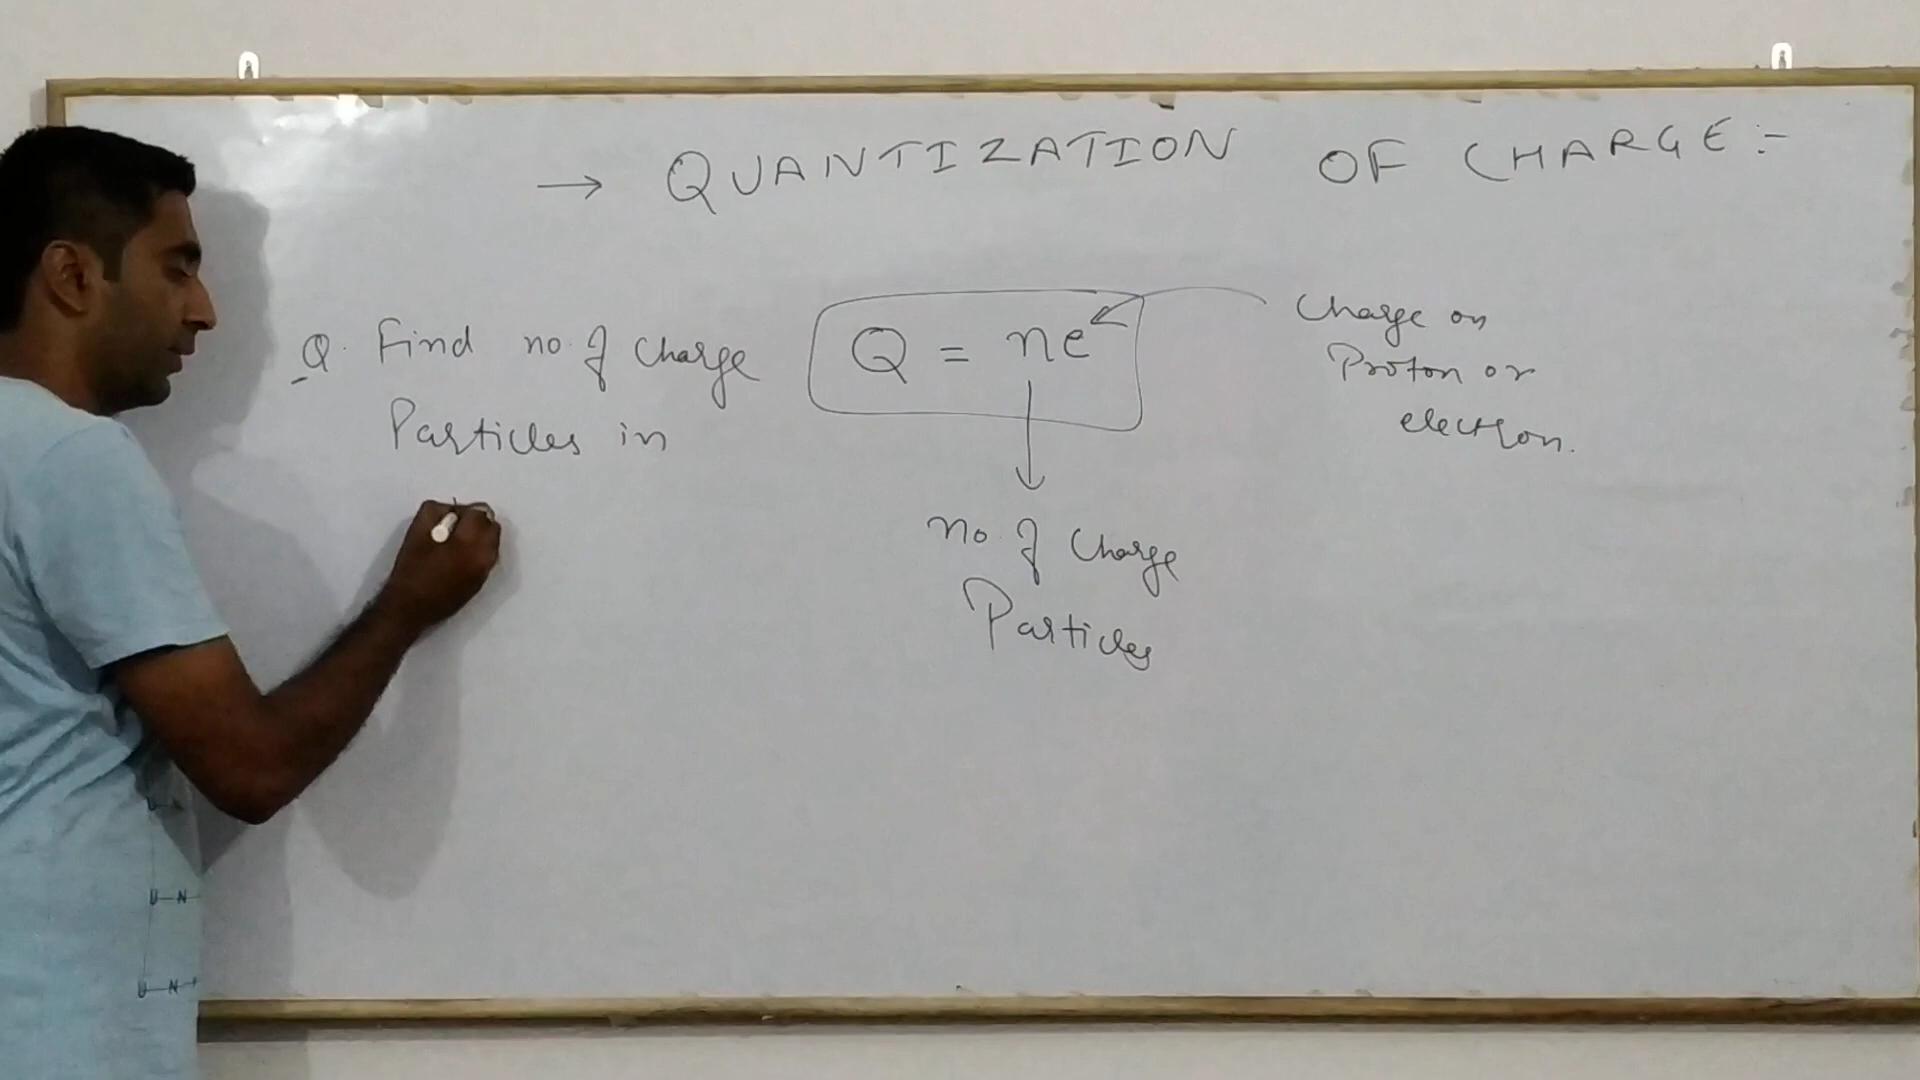 → QUANTIZATION OF CHARGE :-
Q. Find no. of charge
Particles in
Q = ne
Charge on
Proton or
electron.
no. of Charge
Particles
U-N-
U-N-